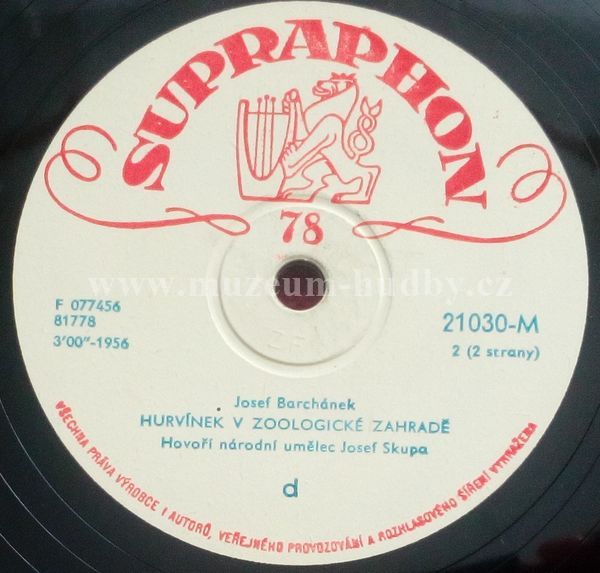 SUPRAPHON
78
www.muzeum-hudby.cz
F 077456
81778
3'00"-1956
21030-M
2 (2 strany)
Josef Barchánek
HURVÍNEK V ZOOLOGICKÉ ZAHRADĚ
Hovoří národní umělec Josef Skupa
d
VŠECHNA PRÁVA VÝROBCE I AUTORŮ, VEŘEJNÉHO PROVOZOVÁNÍ A ROZHLASOVÉHO ŠÍŘENÍ VYHRAŽENA